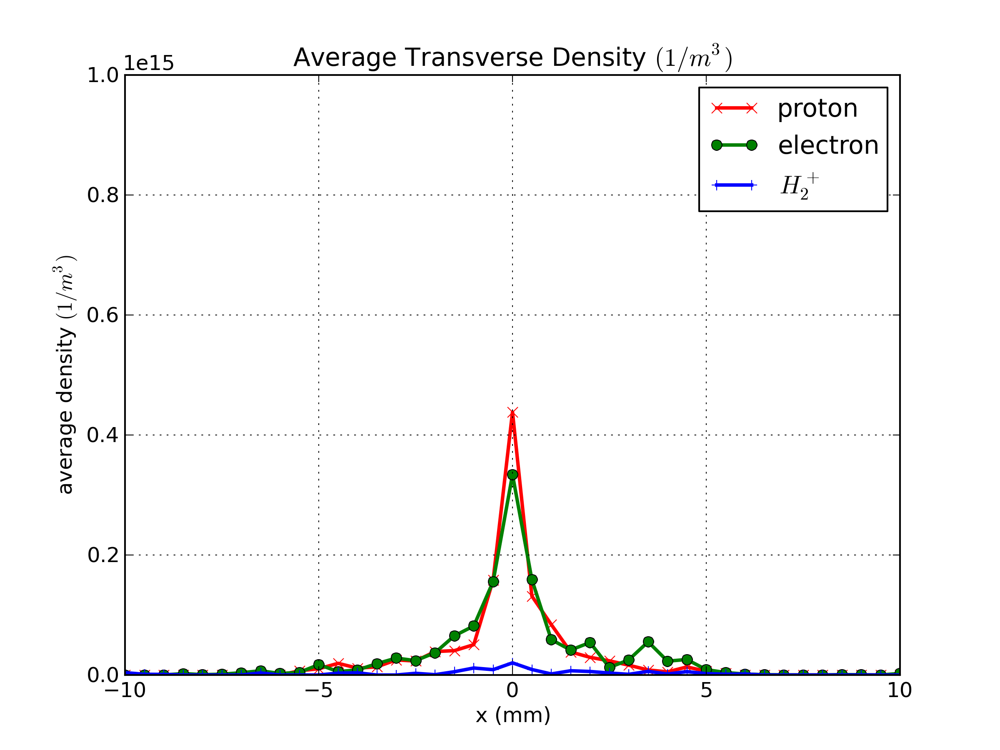 Average Transverse Density (1/m³)
1e15
1.0
0.8
0.6
0.4
0.2
0.0
average density (1/m³)
proton
electron
H₂⁺
−10 −5 0 5 10
x (mm)